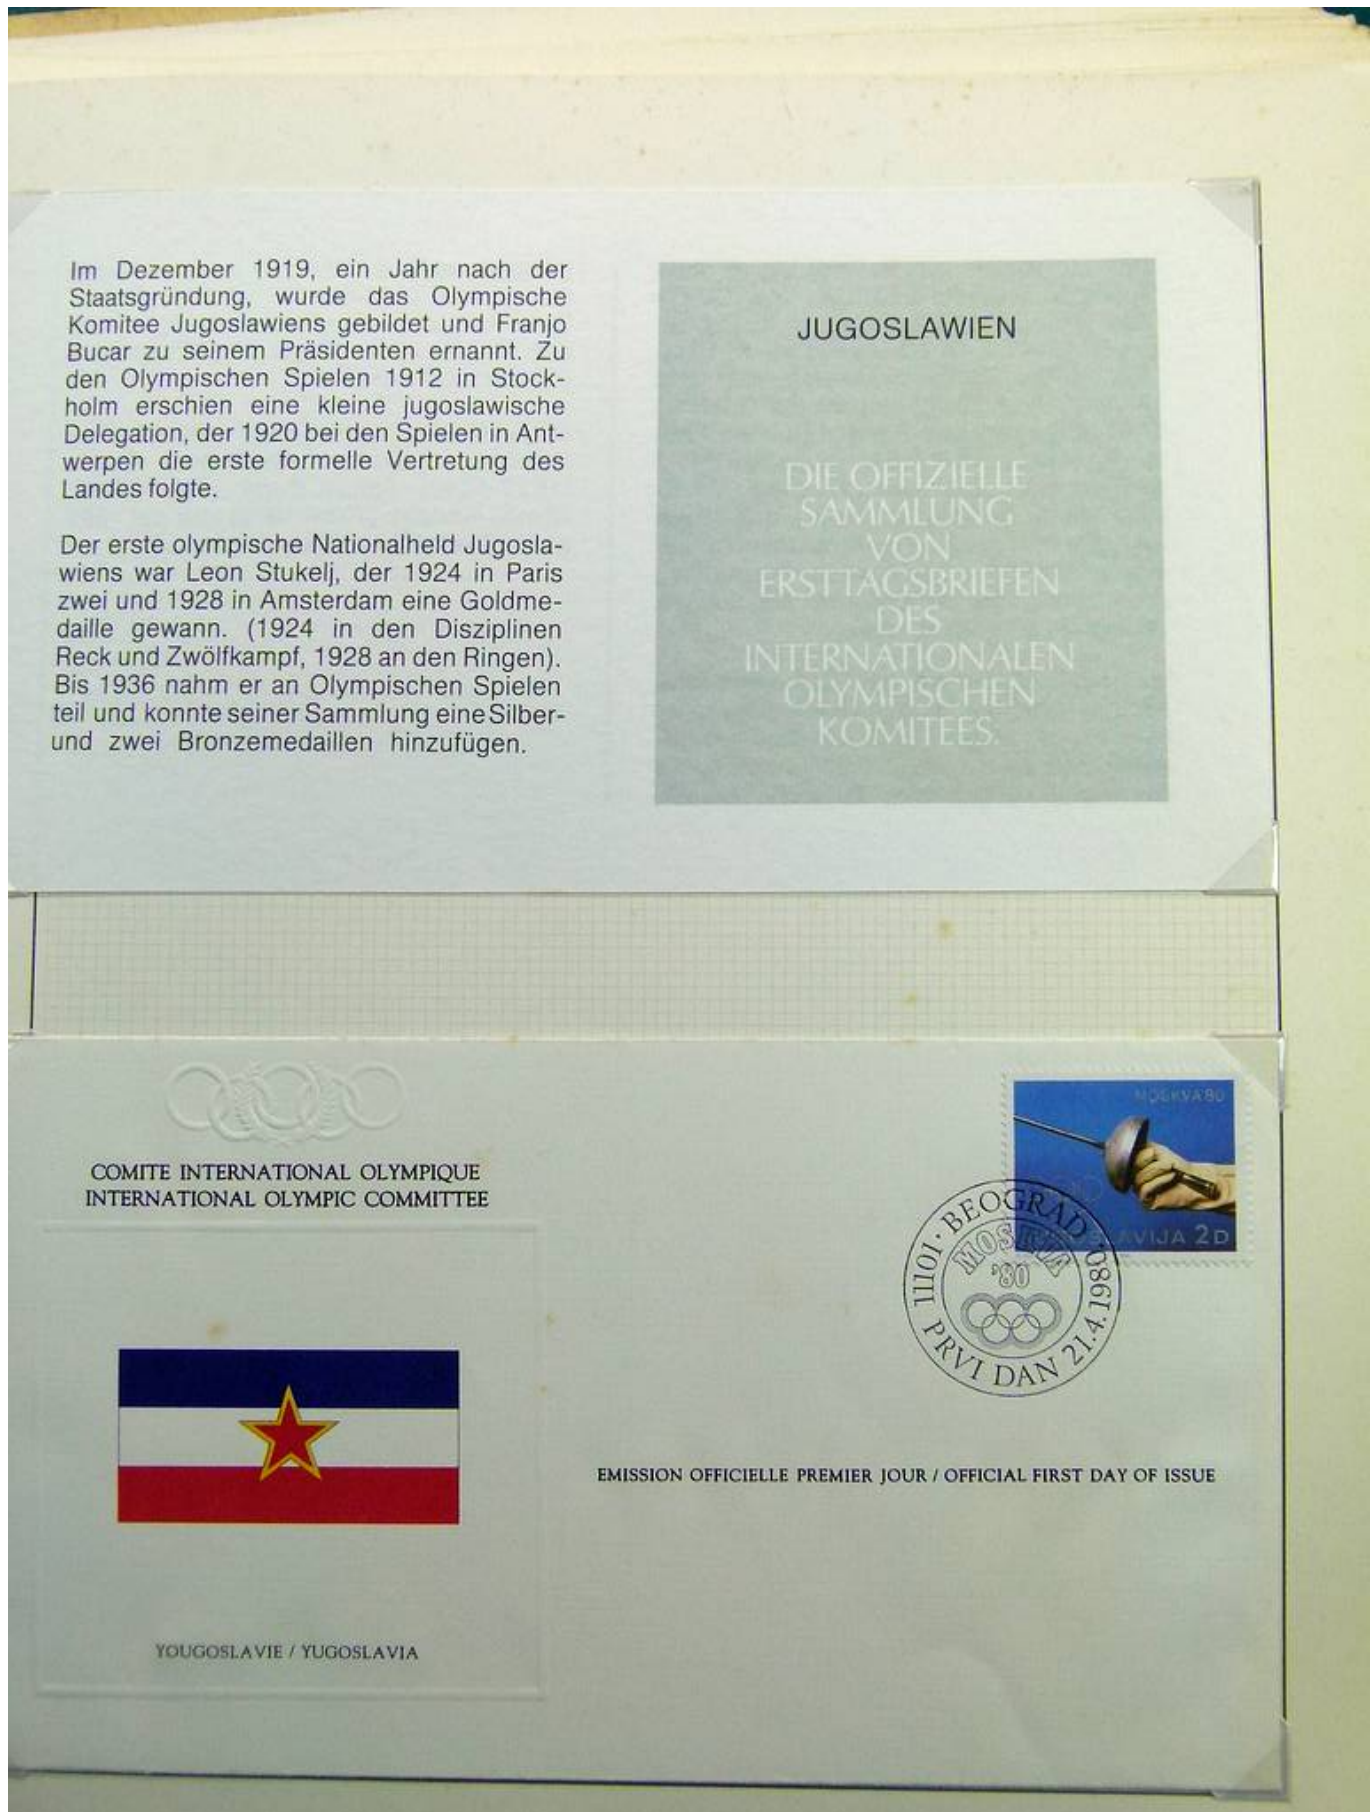 Im Dezember 1919, ein Jahr nach der
Staatsgründung, wurde das Olympische
Komitee Jugoslawiens gebildet und Franjo
Bucar zu seinem Präsidenten ernannt. Zu
den Olympischen Spielen 1912 in Stock-
holm erschien eine kleine jugoslawische
Delegation, der 1920 bei den Spielen in Ant-
werpen die erste formelle Vertretung des
Landes folgte.
Der erste olympische Nationalheld Jugosla-
wiens war Leon Stukelj, der 1924 in Paris
zwei und 1928 in Amsterdam eine Goldme-
daille gewann. (1924 in den Disziplinen
Reck und Zwölfkampf, 1928 an den Ringen).
Bis 1936 nahm er an Olympischen Spielen
teil und konnte seiner Sammlung eine Silber-
und zwei Bronzemedaillen hinzufügen.
JUGOSLAWIEN
DIE OFFIZIELLE
SAMMLUNG
VON
ERSTTAGSBRIEFEN
DES
INTERNATIONALEN
OLYMPISCHEN
KOMITEES.
COMITE INTERNATIONAL OLYMPIQUE
INTERNATIONAL OLYMPIC COMMITTEE
YOUGOSLAVIE / YUGOSLAVIA
MOSKVA'80
JUGOSLAVIJA 2D
11101 · BEOGRAD
MOSKVA
'80
PRVI DAN 21.4.1980.
EMISSION OFFICIELLE PREMIER JOUR / OFFICIAL FIRST DAY OF ISSUE